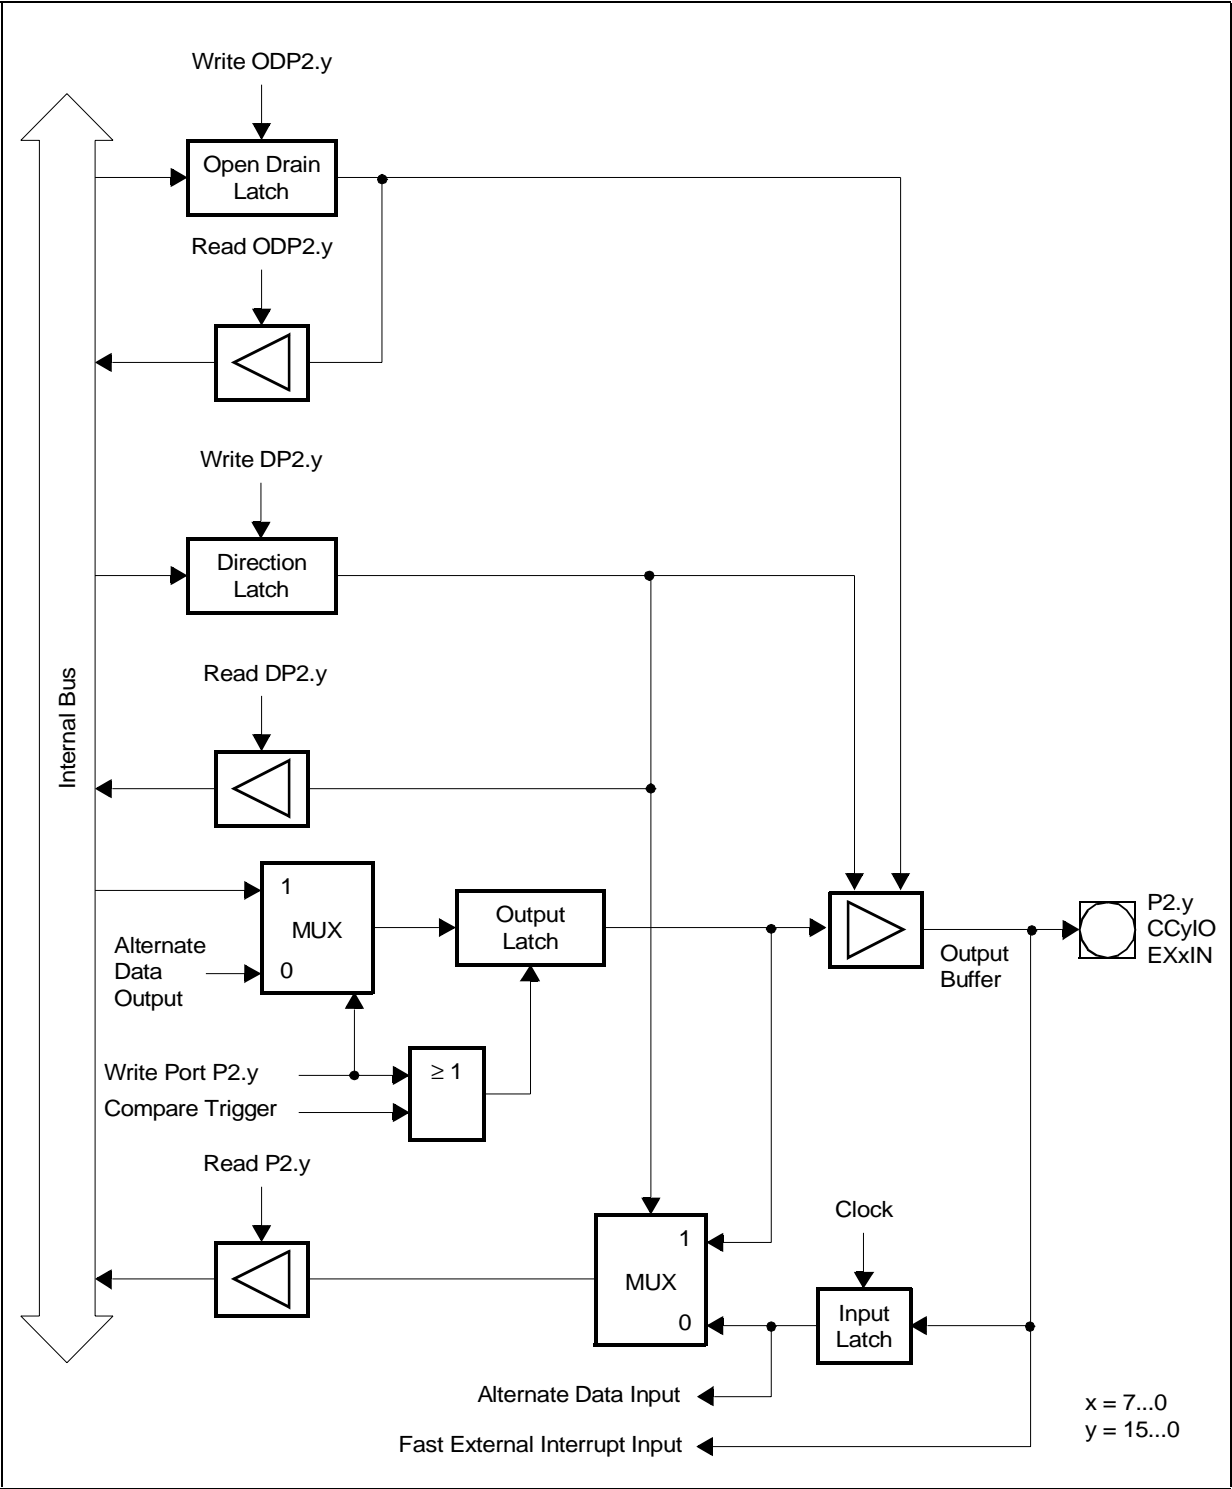 Write ODP2.y
Open Drain
Latch
Read ODP2.y
Write DP2.y
Direction
Latch
Internal Bus
Read DP2.y
1
MUX
0
Alternate
Data
Output
Output
Latch
Output
Buffer
P2.y
CCyIO
EXxIN
Write Port P2.y
≥ 1
Compare Trigger
Read P2.y
Clock
1
MUX
0
Input
Latch
Alternate Data Input
Fast External Interrupt Input
x = 7...0
y = 15...0